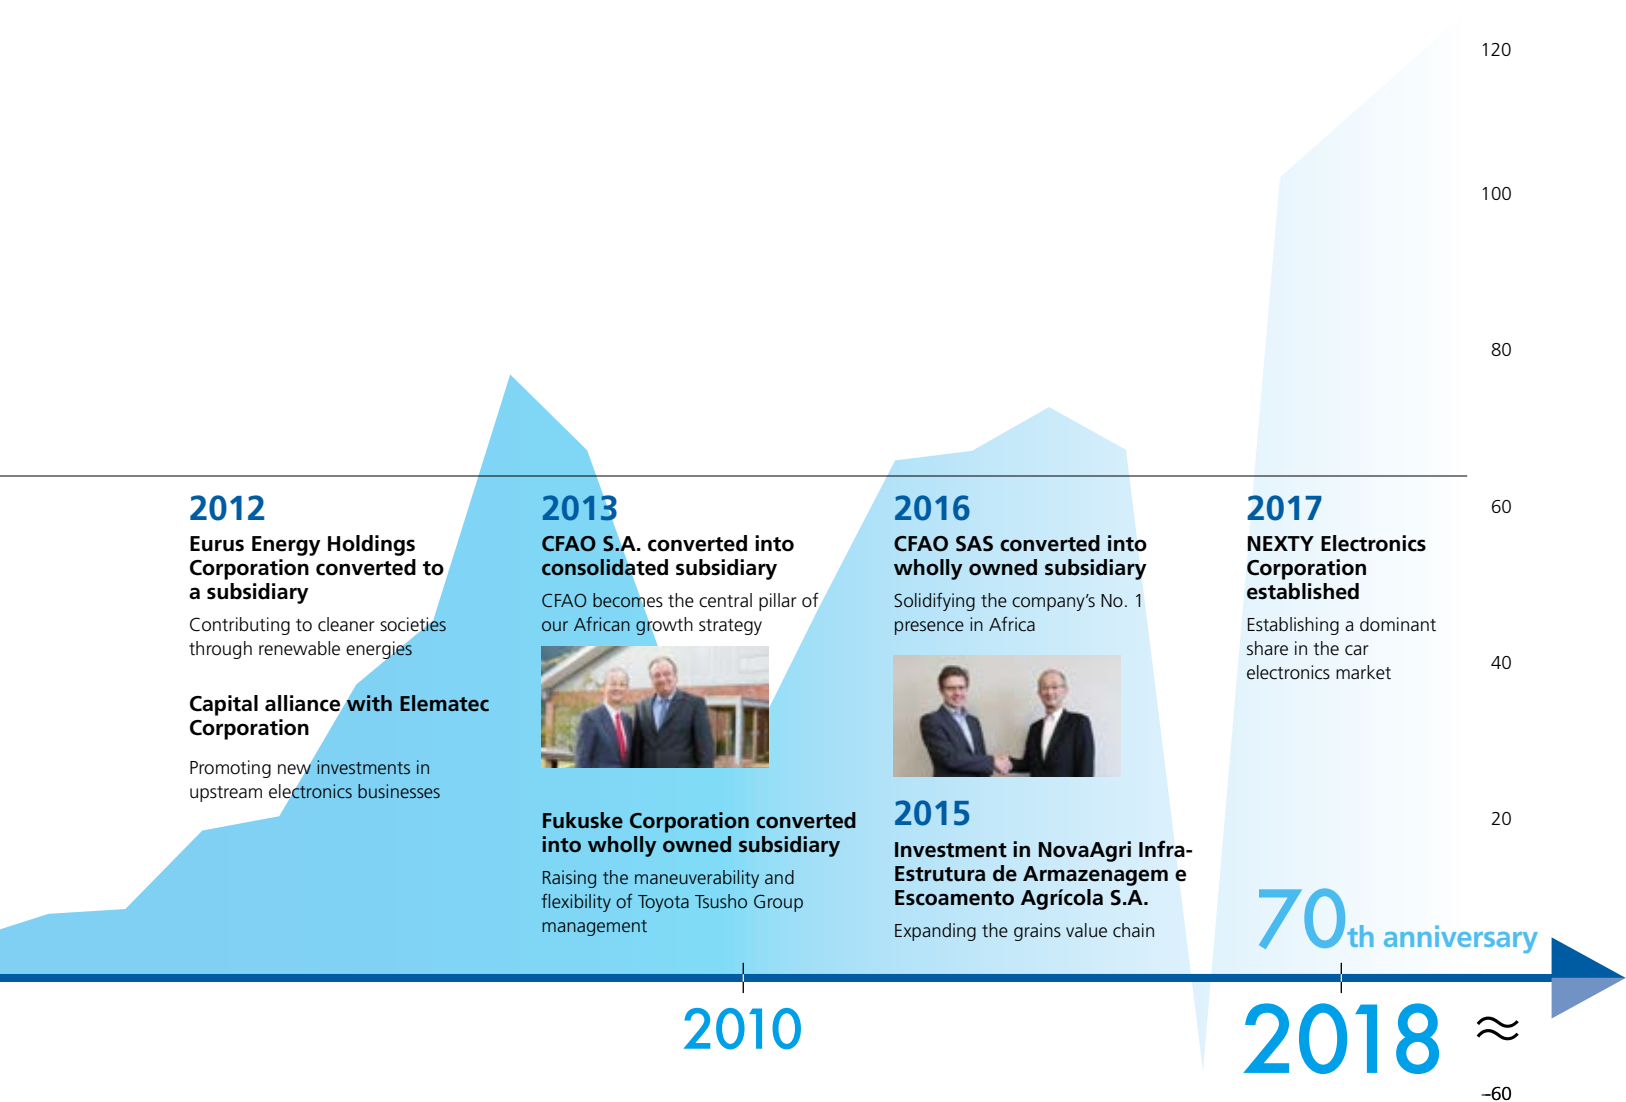 120
100
80
60
40
20
–60
2012
Eurus Energy Holdings
Corporation converted to
a subsidiary
Contributing to cleaner societies
through renewable energies
Capital alliance with Elematec
Corporation
Promoting new investments in
upstream electronics businesses
2013
CFAO S.A. converted into
consolidated subsidiary
CFAO becomes the central pillar of
our African growth strategy
Fukuske Corporation converted
into wholly owned subsidiary
Raising the maneuverability and
flexibility of Toyota Tsusho Group
management
2016
CFAO SAS converted into
wholly owned subsidiary
Solidifying the company’s No. 1
presence in Africa
2015
Investment in NovaAgri Infra-
Estrutura de Armazenagem e
Escoamento Agrícola S.A.
Expanding the grains value chain
2017
NEXTY Electronics
Corporation
established
Establishing a dominant
share in the car
electronics market
70th anniversary
2010
2018